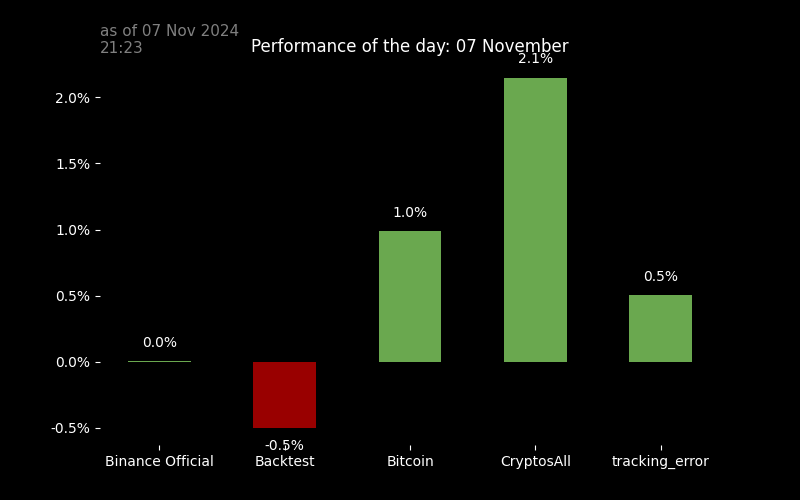 as of 07 Nov 2024
21:23
Performance of the day: 07 November
2.1%
2.0%
1.5%
1.0%
1.0%
0.5%
0.5%
0.0%
0.0%
-0.5%
-0.5%
Binance Official
Backtest
Bitcoin
CryptosAll
tracking_error